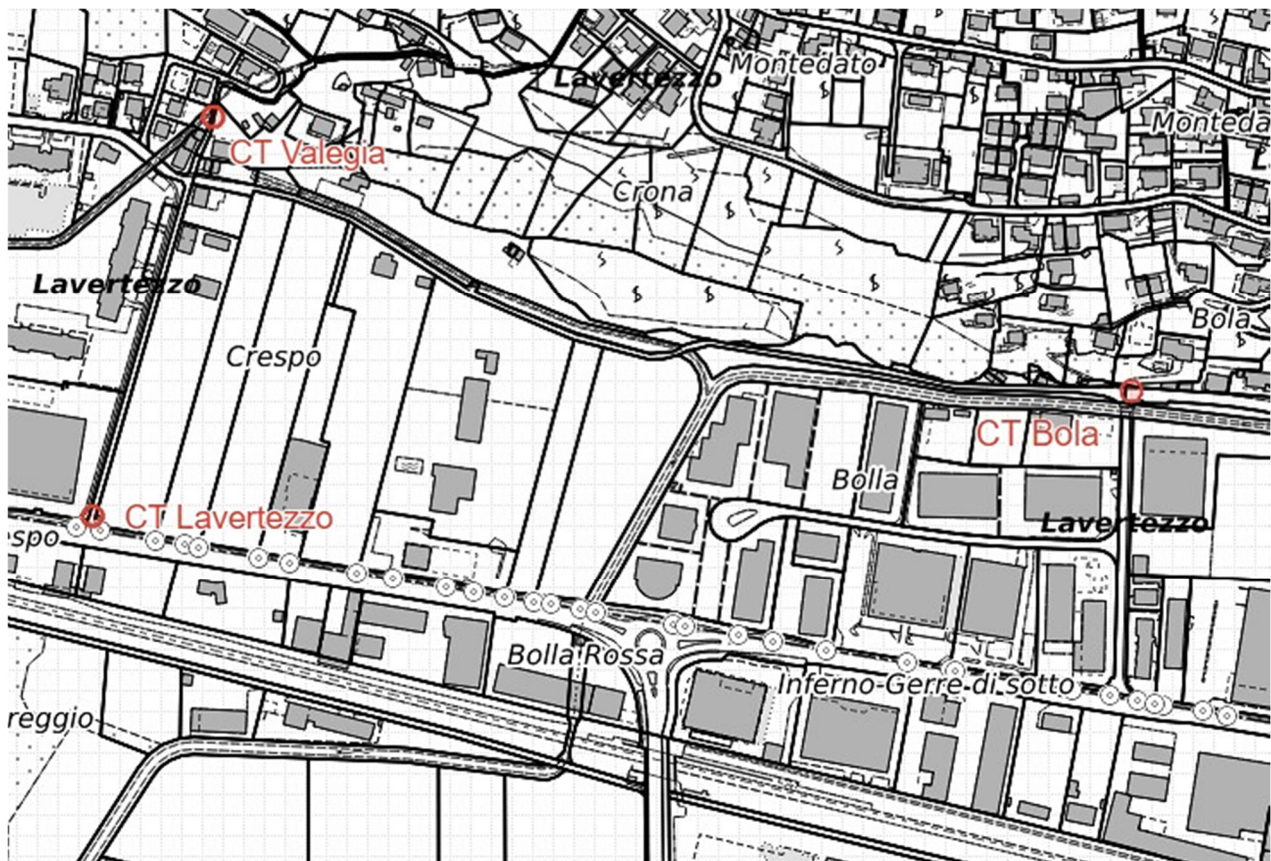 Lavertezzo
Montedato
Monteda
CT Valegia
Crona
Lavertezzo
Bola
Crespo
CT Bola
Bolla
CT Lavertezzo
Lavertezzo
espo
Bolla Rossa
Inferno-Gerre di sotto
reggio